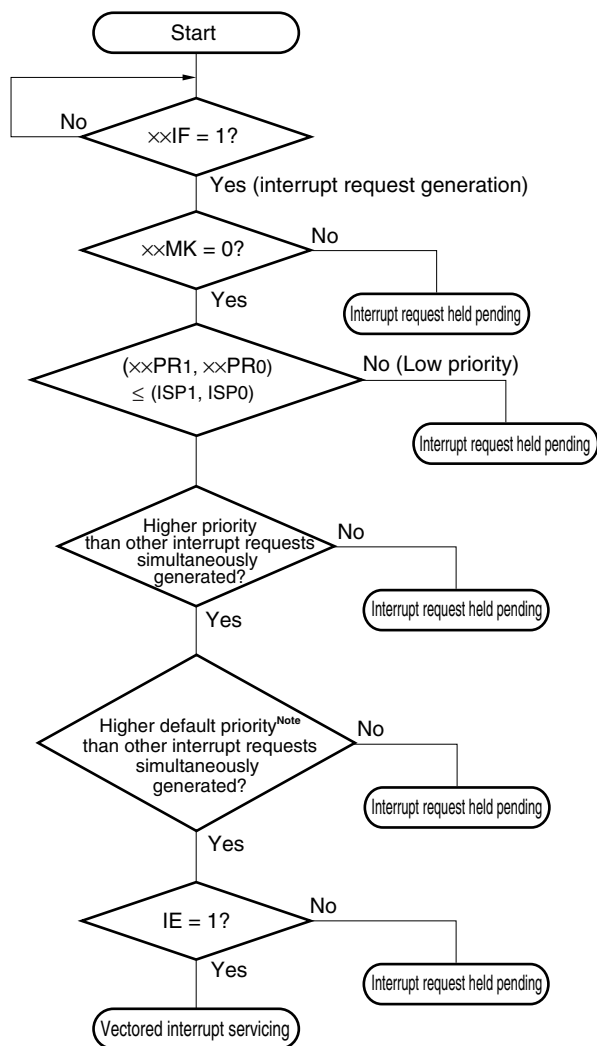 Start
No
××IF = 1?
Yes (interrupt request generation)
××MK = 0?
No
Yes
Interrupt request held pending
(××PR1, ××PR0)
≤ (ISP1, ISP0)
No (Low priority)
Interrupt request held pending
Higher priority
than other interrupt requests
simultaneously
generated?
No
Interrupt request held pending
Yes
Higher default priorityNote
than other interrupt requests
simultaneously
generated?
No
Interrupt request held pending
Yes
IE = 1?
No
Yes
Interrupt request held pending
Vectored interrupt servicing